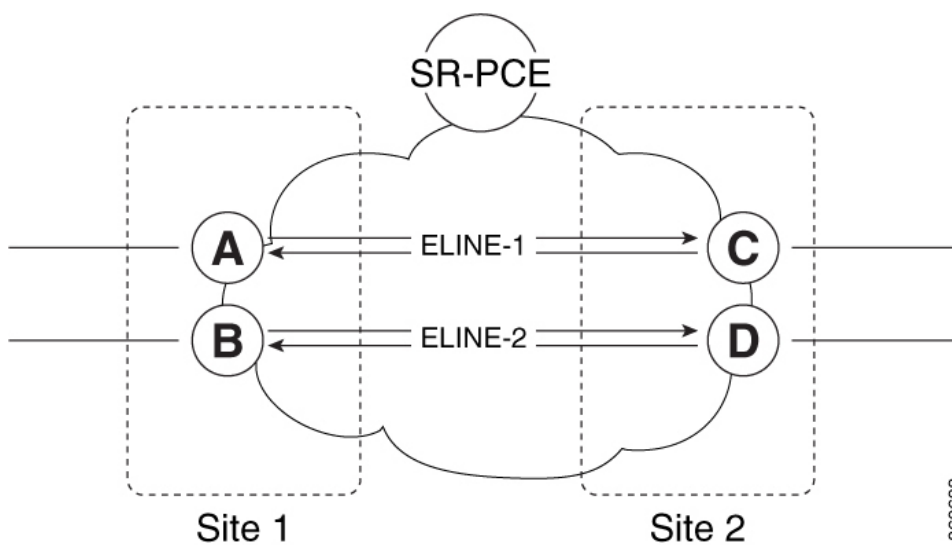 SR-PCE
A
ELINE-1
C
B
ELINE-2
D
Site 1
Site 2